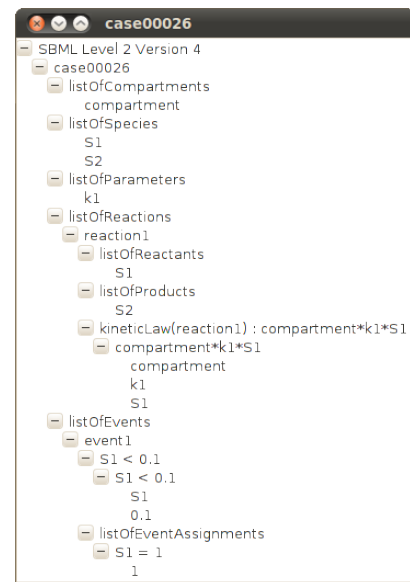 case00026
SBML Level 2 Version 4
case00026
listOfCompartments
compartment
listOfSpecies
S1
S2
listOfParameters
k1
listOfReactions
reaction1
listOfReactants
S1
listOfProducts
S2
kineticLaw(reaction1) : compartment*k1*S1
compartment*k1*S1
compartment
k1
S1
listOfEvents
event1
S1 < 0.1
S1 < 0.1
S1
0.1
listOfEventAssignments
S1 = 1
1